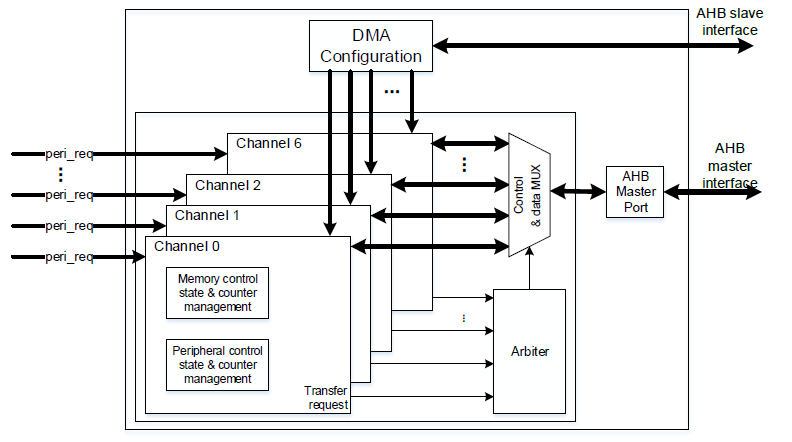 AHB slave
interface
DMA
Configuration
...
Channel 6
peri_req
...
Channel 2
peri_req
Channel 1
peri_req
Channel 0
peri_req
...
Control
& data MUX
AHB
Master
Port
AHB
master
interface
Memory control
state & counter
management
Peripheral control
state & counter
management
Transfer
request
...
Arbiter